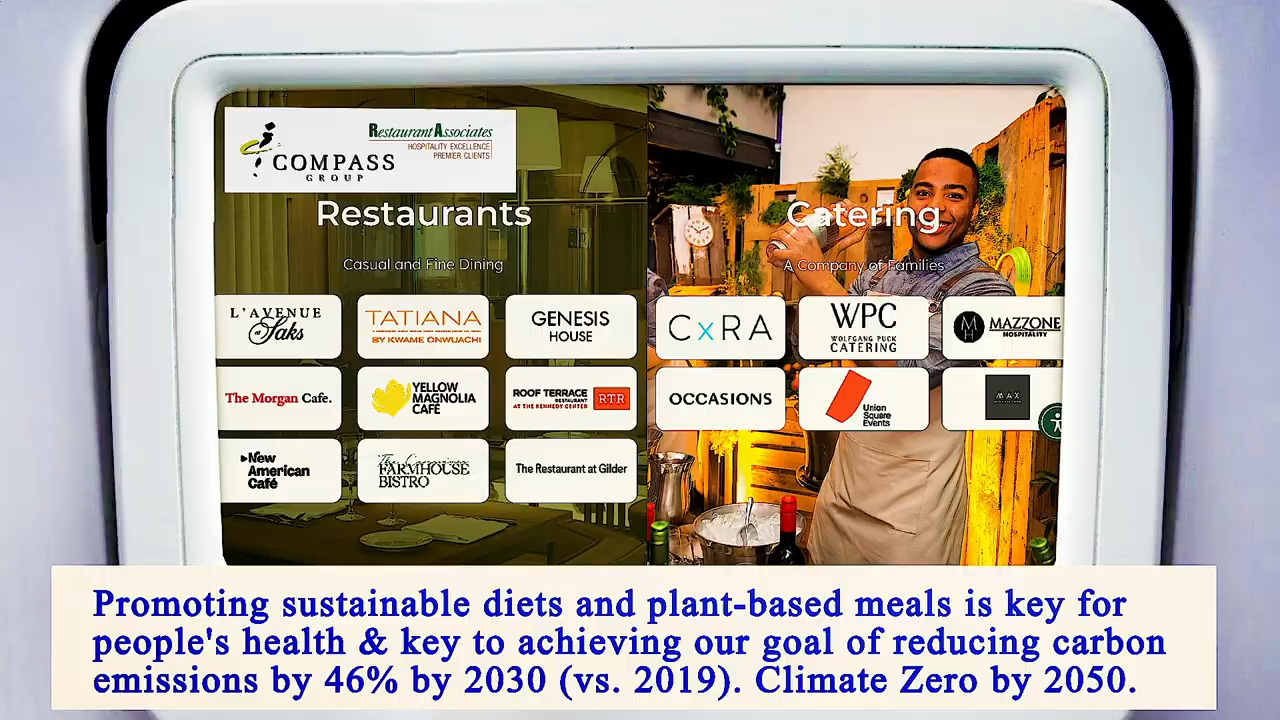 COMPASS
GROUP
Restaurant Associates
HOSPITALITY EXCELLENCE
PREMIER CLIENTS
Restaurants
Casual and Fine Dining
L'AVENUE
at Saks
TATIANA
BY KWAME ONWUACHI
GENESIS
HOUSE
The Morgan Cafe.
YELLOW
MAGNOLIA
CAFÉ
ROOF TERRACE
RESTAURANT
AT THE KENNEDY CENTER
RTR
New
American
Café
FARMHOUSE
BISTRO
The Restaurant at Gilder
Catering
A Company of Families
CxRA
WPC
WOLFGANG PUCK
CATERING
MH
MAZZONE
HOSPITALITY
OCCASIONS
Union
Square
Events
MAX
Promoting sustainable diets and plant-based meals is key for
people's health & key to achieving our goal of reducing carbon
emissions by 46% by 2030 (vs. 2019). Climate Zero by 2050.